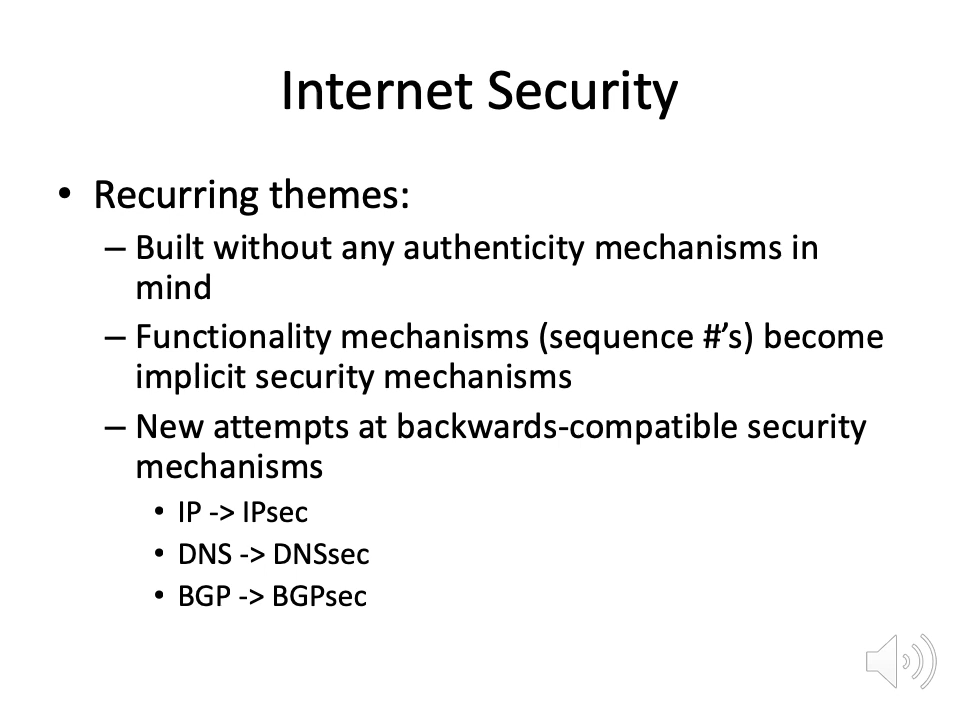 Internet Security
• Recurring themes:
– Built without any authenticity mechanisms in
mind
– Functionality mechanisms (sequence #’s) become
implicit security mechanisms
– New attempts at backwards-compatible security
mechanisms
• IP -> IPsec
• DNS -> DNSsec
• BGP -> BGPsec